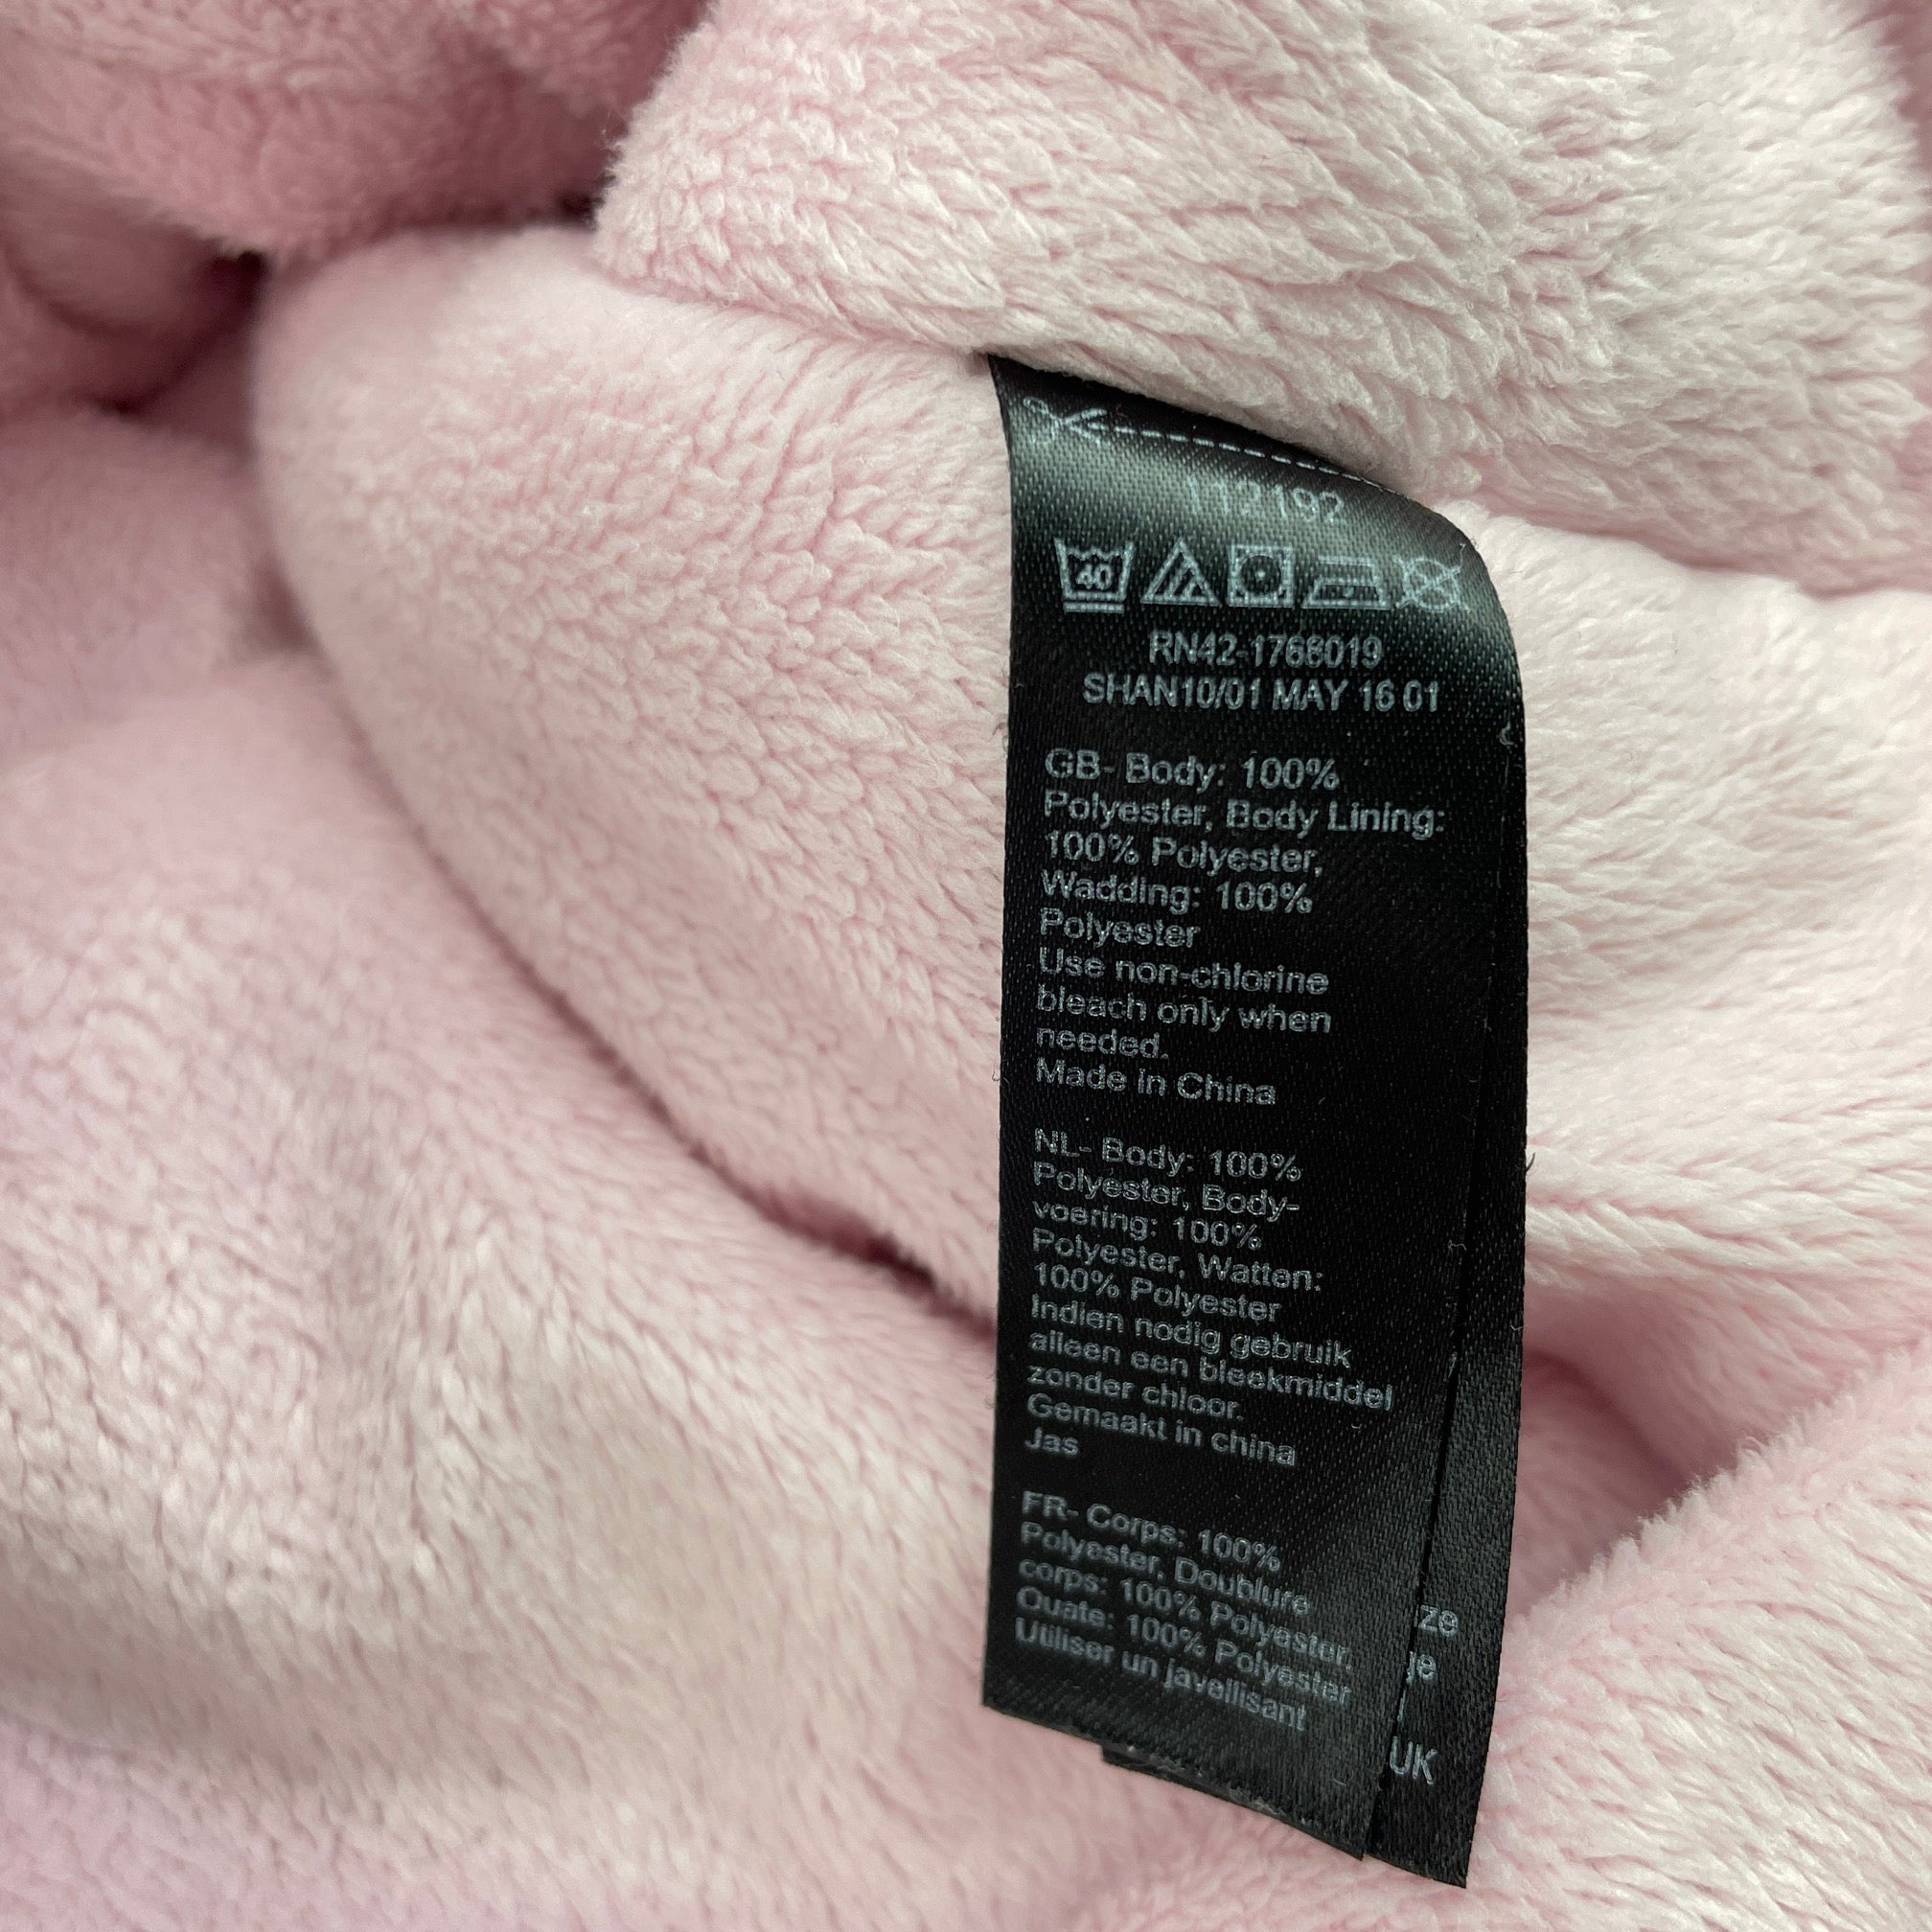 112192
40
RN42-1768019
SHAN10/01 MAY 16 01
GB- Body: 100%
Polyester, Body Lining:
100% Polyester,
Wadding: 100%
Polyester
Use non-chlorine
bleach only when
needed.
Made in China
NL- Body: 100%
Polyester, Body-
voering: 100%
Polyester, Watten:
100% Polyester
Indien nodig gebruik
alleen een bleekmiddel
zonder chloor.
Gemaakt in china
Jas
FR- Corps: 100%
Polyester, Doublure
corps: 100% Polyester,
Ouate: 100% Polyester
Utiliser un javellisant
UK